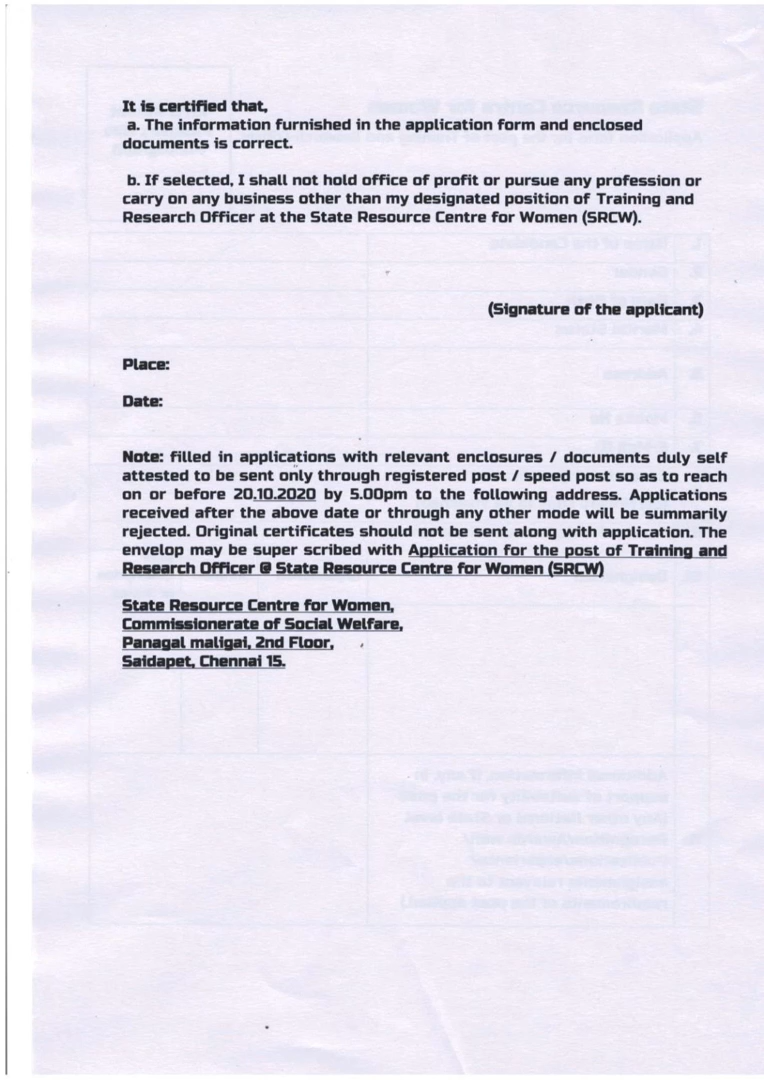 It is certified that,
a. The information furnished in the application form and enclosed
documents is correct.
b. If selected, I shall not hold office of profit or pursue any profession or
carry on any business other than my designated position of Training and
Research Officer at the State Resource Centre for Women (SRCW).
(Signature of the applicant)
Place:
Date:
Note: filled in applications with relevant enclosures / documents duly self
attested to be sent only through registered post / speed post so as to reach
on or before 20.10.2020 by 5.00pm to the following address. Applications
received after the above date or through any other mode will be summarily
rejected. Original certificates should not be sent along with application. The
envelop may be super scribed with Application for the post of Training and
Research Officer @ State Resource Centre for Women (SRCW)
State Resource Centre for Women,
Commissionerate of Social Welfare,
Panagal maligai, 2nd Floor,
Saidapet, Chennai 15.